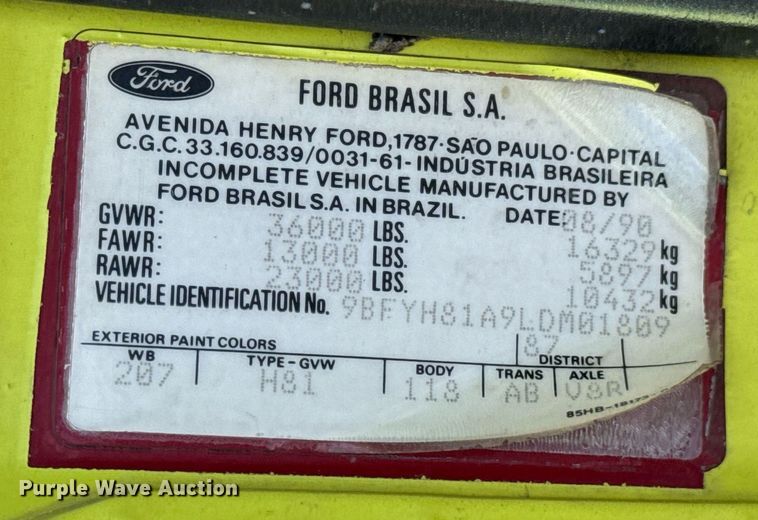 Ford
FORD BRASIL S.A.
AVENIDA HENRY FORD,1787·SÃO PAULO·CAPITAL
C.G.C. 33.160.839/0031-61-INDÚSTRIA BRASILEIRA
INCOMPLETE VEHICLE MANUFACTURED BY
FORD BRASIL S.A. IN BRAZIL. DATE: 08/90
GVWR: 36000 LBS. 16329 kg
FAWR: 13000 LBS. 5897 kg
RAWR: 23000 LBS. 10432 kg
VEHICLE IDENTIFICATION No. 9BFYH81A9LDM01809
EXTERIOR PAINT COLORS 87 DISTRICT
WB TYPE-GVW BODY TRANS AXLE
207 H81 118 AB V8R
Purple Wave Auction